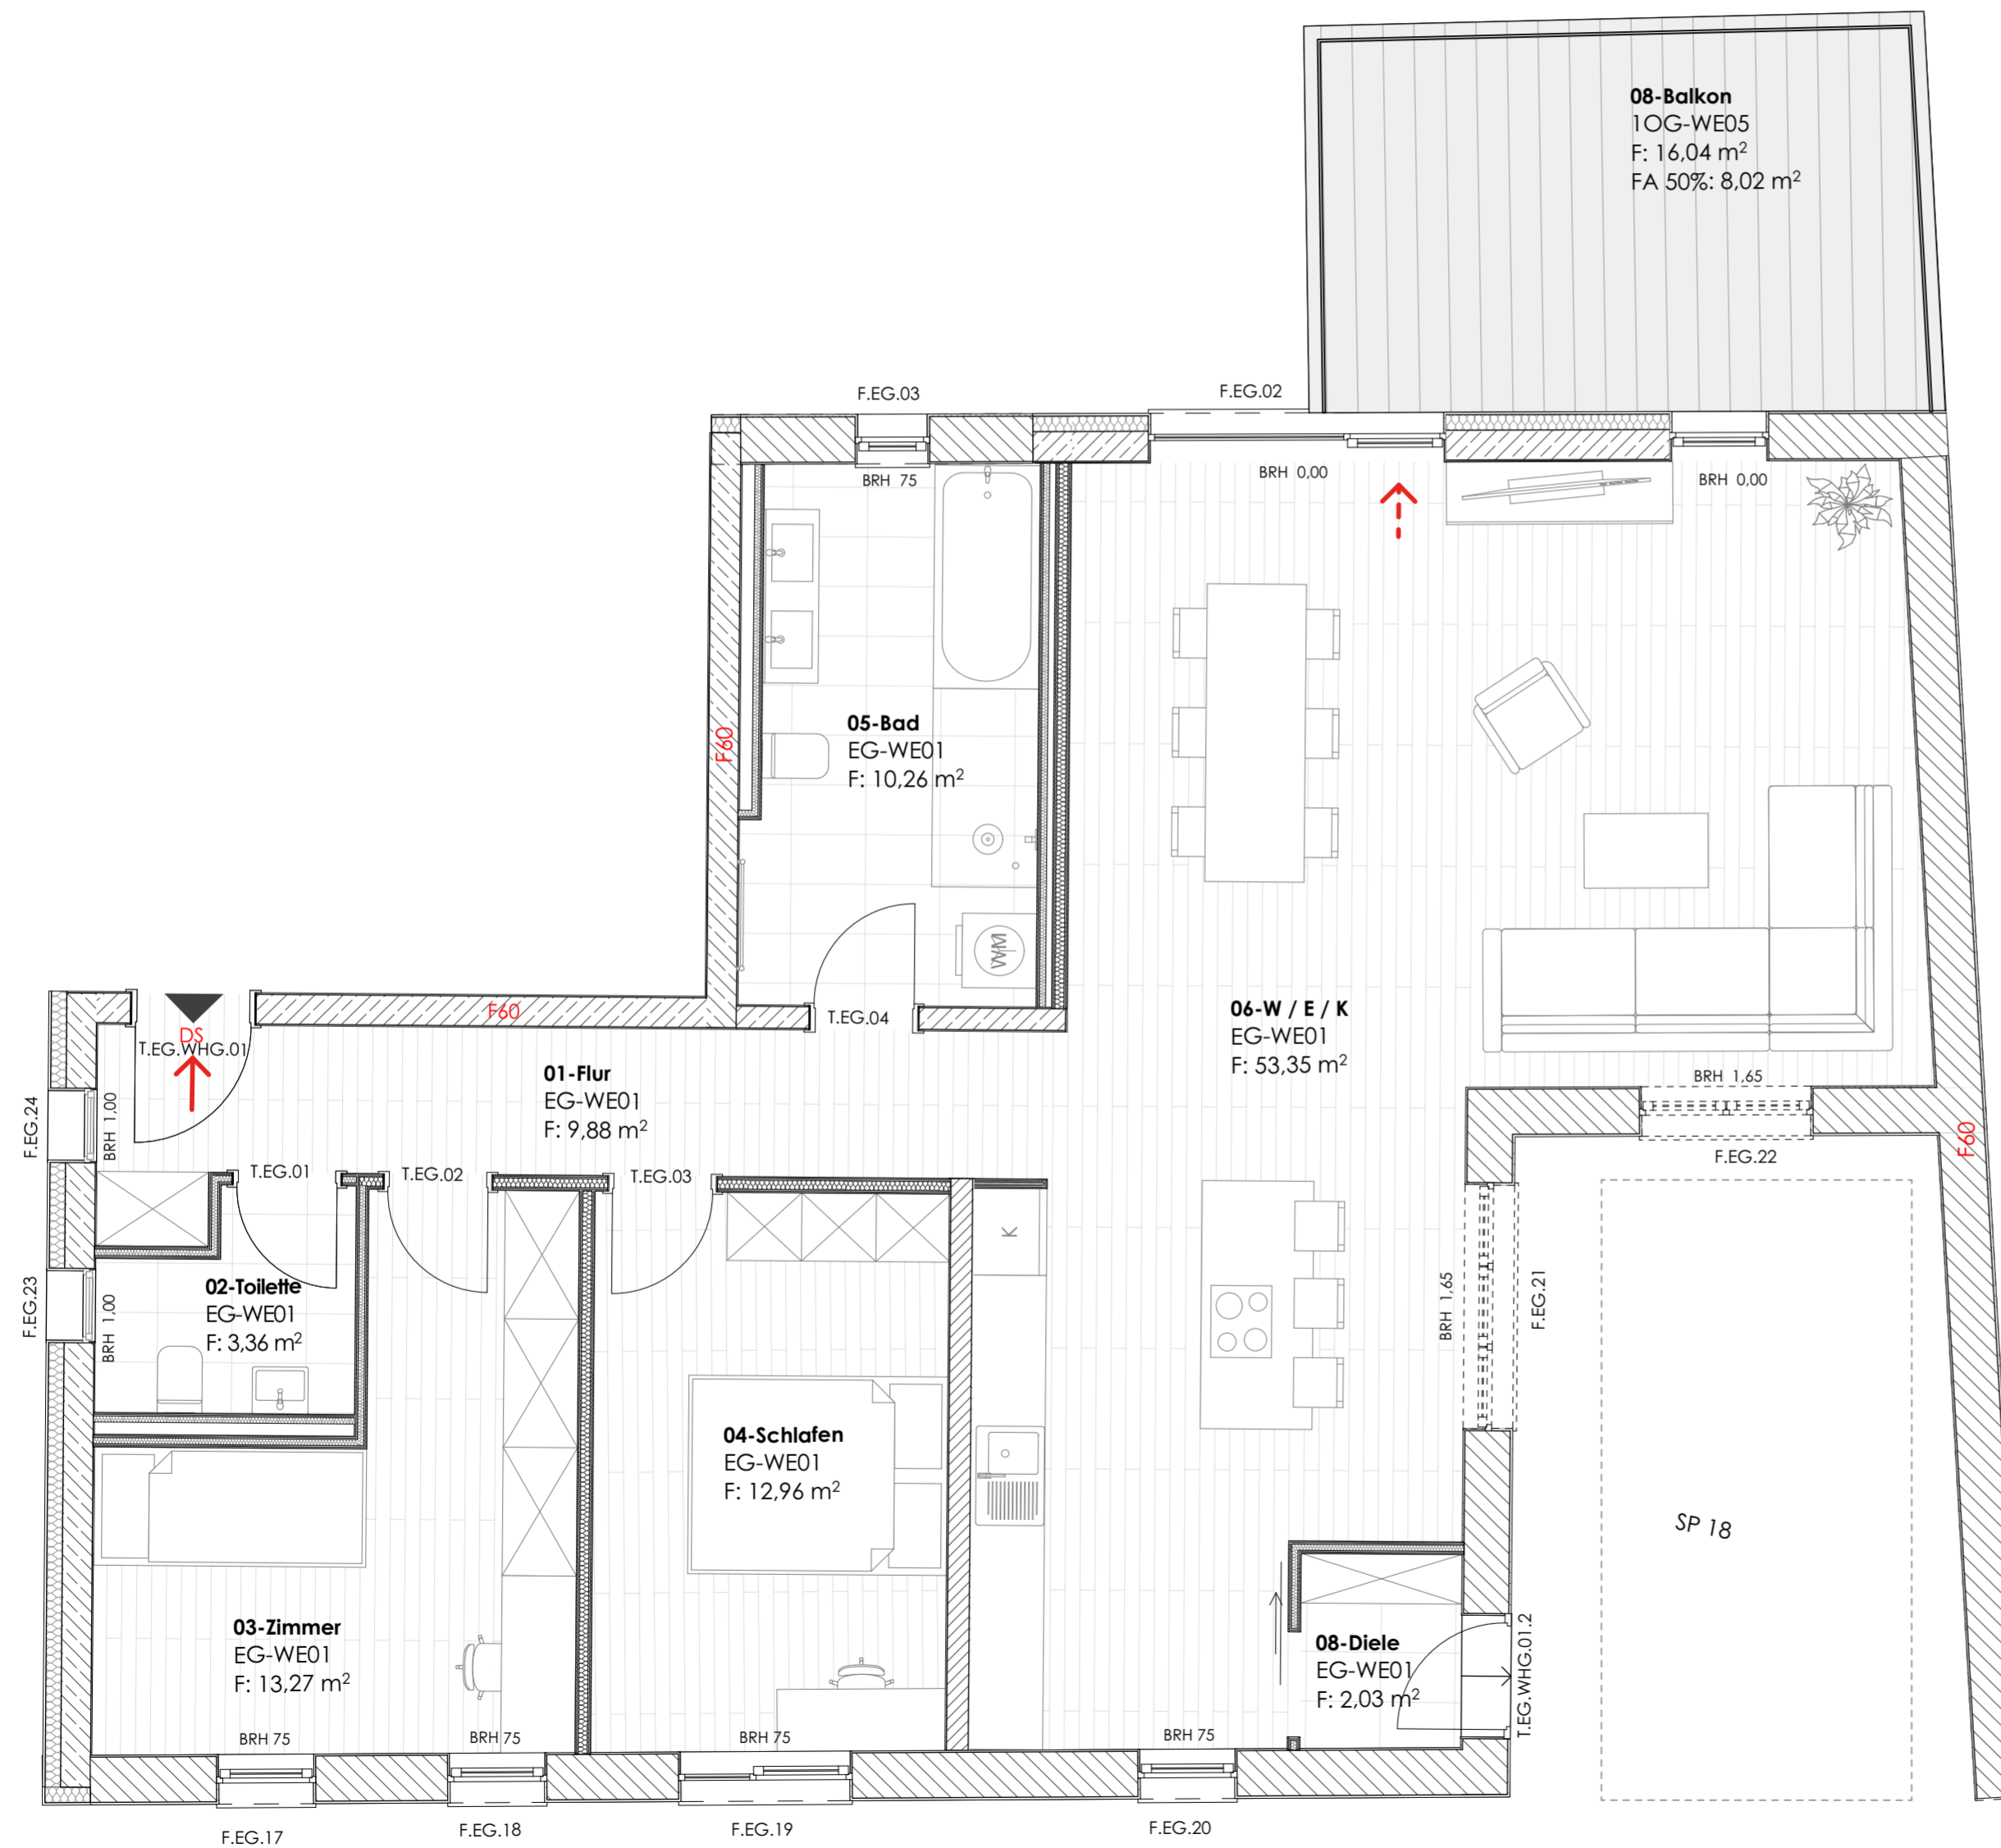 08-Balkon
1OG-WE05
F: 16,04 m²
FA 50%: 8,02 m²
F.EG.03
F.EG.02
BRH 75
BRH 0,00
BRH 0,00
05-Bad
EG-WE01
F: 10,26 m²
F60
WM
F60
T.EG.04
DS
T.EG.WHG.01
06-W / E / K
EG-WE01
F: 53,35 m²
01-Flur
EG-WE01
F: 9,88 m²
BRH 1,65
F.EG.22
F60
F.EG.24
BRH 1,00
T.EG.01
T.EG.02
T.EG.03
K
02-Toilette
EG-WE01
F: 3,36 m²
F.EG.23
BRH 1,00
BRH 1,65
F.EG.21
04-Schlafen
EG-WE01
F: 12,96 m²
SP 18
03-Zimmer
EG-WE01
F: 13,27 m²
08-Diele
EG-WE01
F: 2,03 m²
T.EG.WHG.01.2
BRH 75
BRH 75
BRH 75
BRH 75
F.EG.17
F.EG.18
F.EG.19
F.EG.20